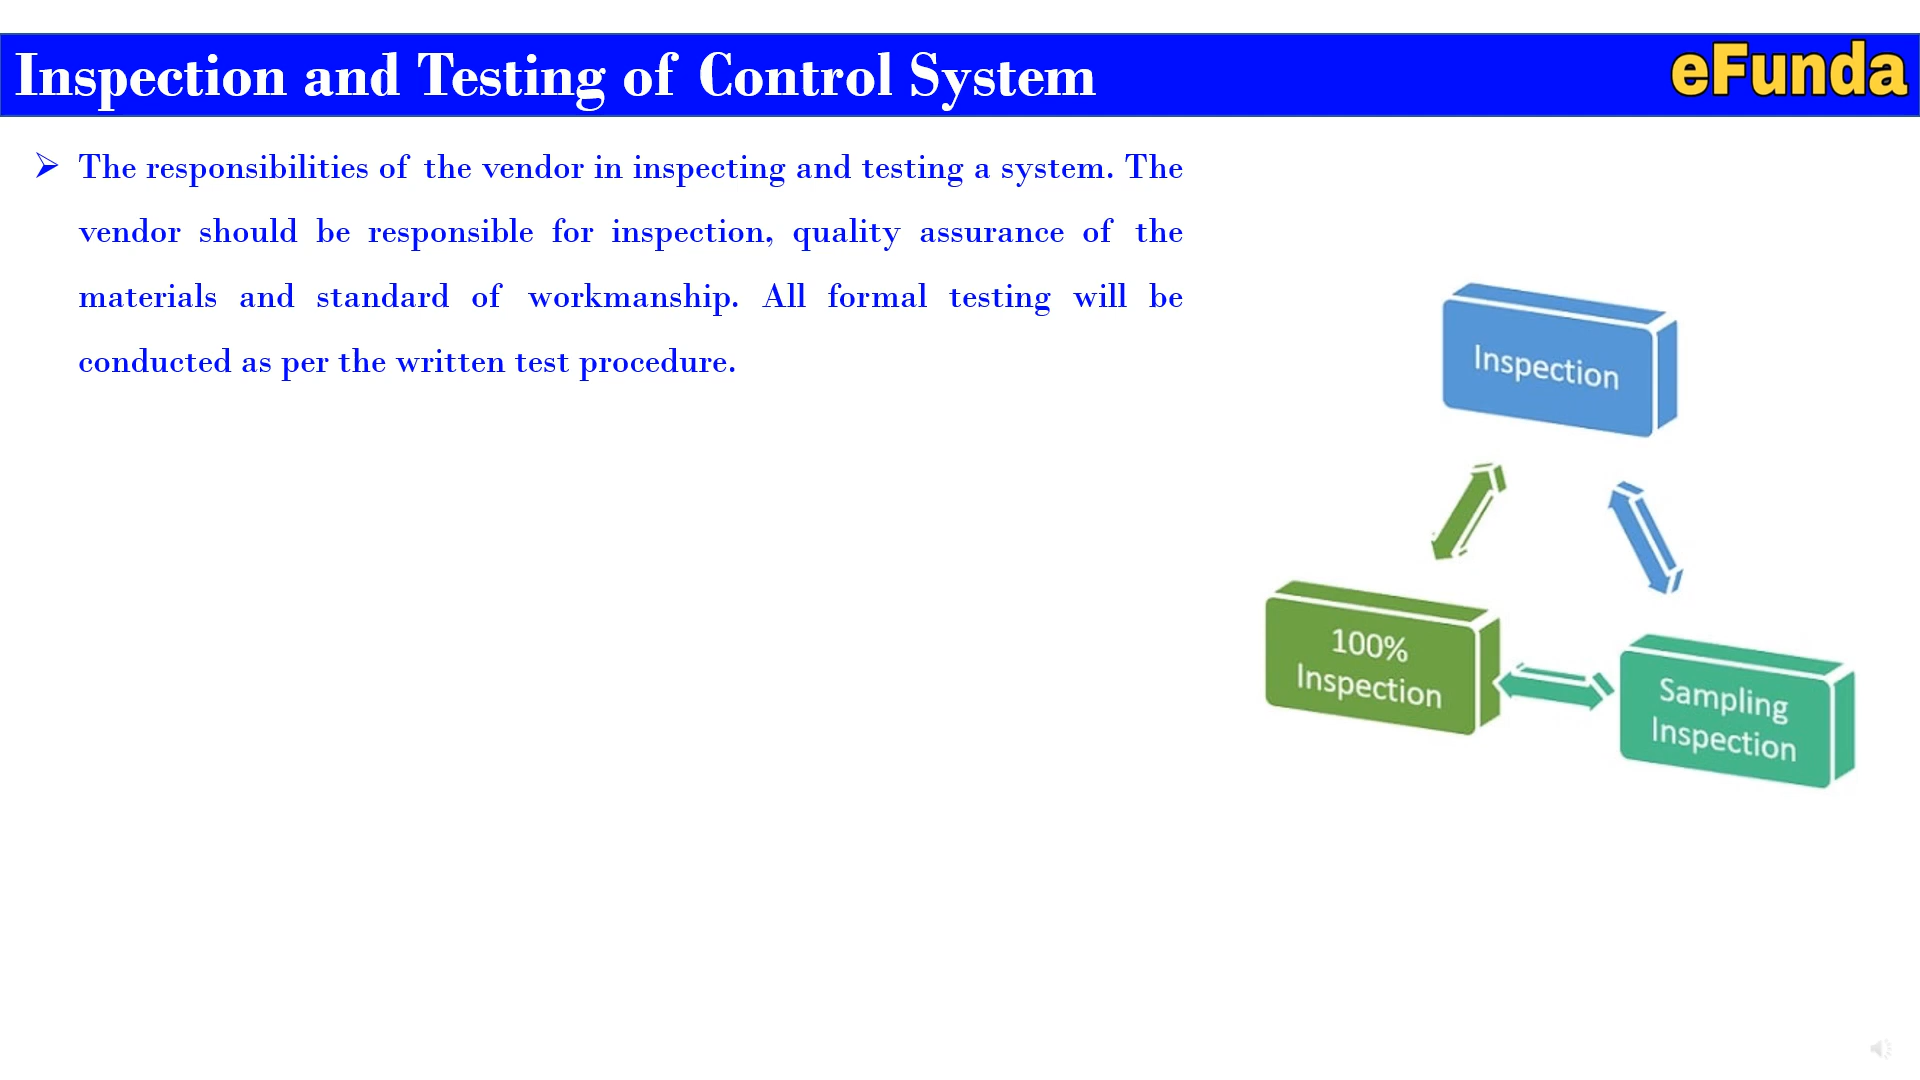 Inspection and Testing of Control System
eFunda
The responsibilities of the vendor in inspecting and testing a system. The
vendor should be responsible for inspection, quality assurance of the
materials and standard of workmanship. All formal testing will be
conducted as per the written test procedure.
Inspection
100%
Inspection
Sampling
Inspection